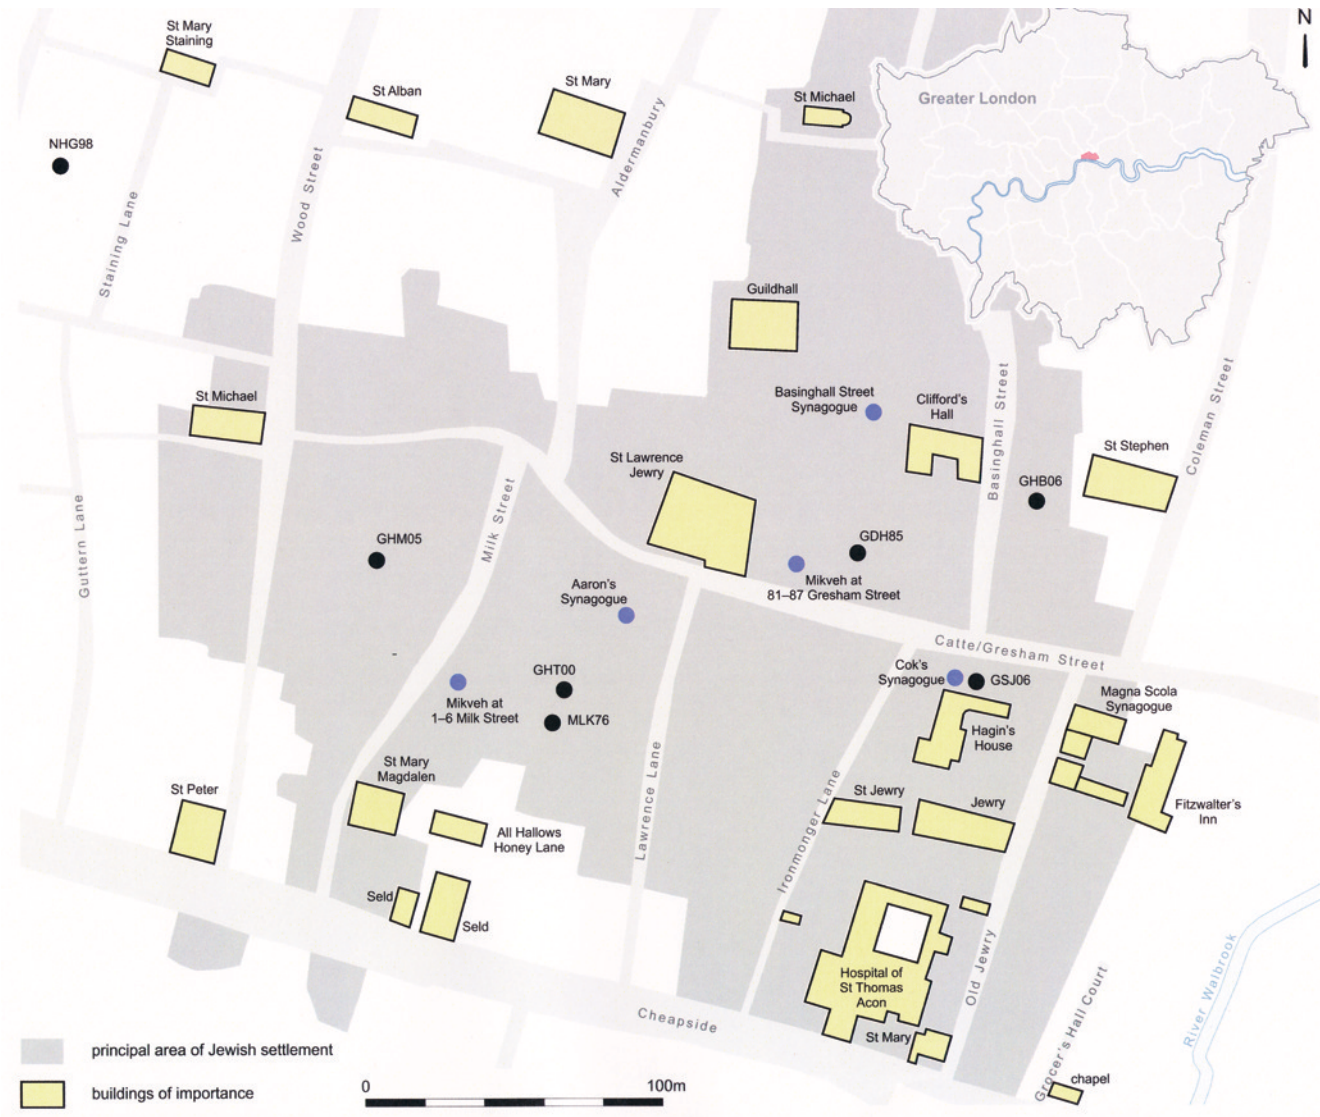 St Mary
Staining
St Alban
St Mary
St Michael
N
Greater London
NHG98
Staining Lane
Wood Street
Aldermanbury
Guildhall
St Michael
Basinghall Street
Synagogue
Clifford's
Hall
Basinghall Street
Coleman Street
St Lawrence
Jewry
St Stephen
GHB06
Guttern Lane
Milk Street
GHM05
GDH85
Mikveh at
81–87 Gresham Street
Aaron's
Synagogue
Catte/Gresham Street
Cok's
Synagogue
GSJ06
GHT00
MLK76
Mikveh at
1–6 Milk Street
Magna Scola
Synagogue
Hagin's
House
St Mary
Magdalen
St Peter
Lawrence Lane
Ironmonger Lane
St Jewry
Jewry
Fitzwalter's
Inn
All Hallows
Honey Lane
Seld
Seld
Hospital of
St Thomas
Acon
Old Jewry
River Walbrook
Cheapside
St Mary
Grocer's Hall Court
chapel
principal area of Jewish settlement
buildings of importance
0
100m